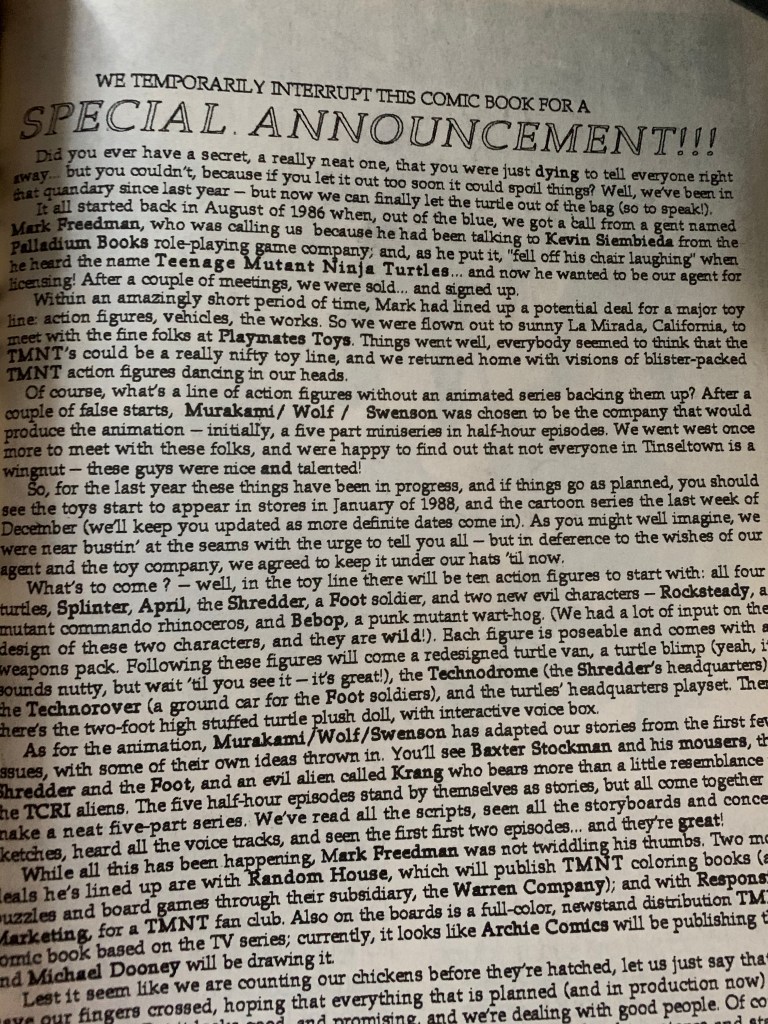 WE TEMPORARILY INTERRUPT THIS COMIC BOOK FOR A
SPECIAL ANNOUNCEMENT!!!
Did you ever have a secret, a really neat one, that you were just dying to tell everyone right
away... but you couldn't, because if you let it out too soon it could spoil things? Well, we've been in
that quandary since last year — but now we can finally let the turtle out of the bag (so to speak!).
It all started back in August of 1986 when, out of the blue, we got a call from a gent named
Mark Freedman, who was calling us because he had been talking to Kevin Siembieda from the
Palladium Books role-playing game company; and, as he put it, "fell off his chair laughing" when
he heard the name Teenage Mutant Ninja Turtles... and now he wanted to be our agent for
licensing! After a couple of meetings, we were sold... and signed up.
Within an amazingly short period of time, Mark had lined up a potential deal for a major toy
line: action figures, vehicles, the works. So we were flown out to sunny La Mirada, California, to
meet with the fine folks at Playmates Toys. Things went well, everybody seemed to think that the
TMNT's could be a really nifty toy line, and we returned home with visions of blister-packed
TMNT action figures dancing in our heads.
Of course, what's a line of action figures without an animated series backing them up? After a
couple of false starts, Murakami/ Wolf / Swenson was chosen to be the company that would
produce the animation — initially, a five part miniseries in half-hour episodes. We went west once
more to meet with these folks, and were happy to find out that not everyone in Tinseltown is a
wingnut — these guys were nice and talented!
So, for the last year these things have been in progress, and if things go as planned, you should
see the toys start to appear in stores in January of 1988, and the cartoon series the last week of
December (we'll keep you updated as more definite dates come in). As you might well imagine, we
were near bustin' at the seams with the urge to tell you all — but in deference to the wishes of our
agent and the toy company, we agreed to keep it under our hats 'til now.
What's to come ? — well, in the toy line there will be ten action figures to start with: all four
turtles, Splinter, April, the Shredder, a Foot soldier, and two new evil characters — Rocksteady, a
mutant commando rhinoceros, and Bebop, a punk mutant wart-hog. (We had a lot of input on the
design of these two characters, and they are wild!). Each figure is poseable and comes with a
weapons pack. Following these figures will come a redesigned turtle van, a turtle blimp (yeah, i
sounds nutty, but wait 'til you see it — it's great!), the Technodrome (the Shredder's headquarters)
he Technorover (a ground car for the Foot soldiers), and the turtles' headquarters playset. The
here's the two-foot high stuffed turtle plush doll, with interactive voice box.
As for the animation, Murakami/Wolf/Swenson has adapted our stories from the first fe
ssues, with some of their own ideas thrown in. You'll see Baxter Stockman and his mousers, th
Shredder and the Foot, and an evil alien called Krang who bears more than a little resemblance
he TCRI aliens. The five half-hour episodes stand by themselves as stories, but all come together
nake a neat five-part series. We've read all the scripts, seen all the storyboards and conce
ketches, heard all the voice tracks, and seen the first first two episodes... and they're great!
While all this has been happening, Mark Freedman was not twiddling his thumbs. Two mo
eals he's lined up are with Random House, which will publish TMNT coloring books (a
uzzles and board games through their subsidiary, the Warren Company); and with Respons
Marketing, for a TMNT fan club. Also on the boards is a full-color, newstand distribution TM
omic book based on the TV series; currently, it looks like Archie Comics will be publishing t
nd Michael Dooney will be drawing it.
Lest it seem like we are counting our chickens before they're hatched, let us just say tha
ave our fingers crossed, hoping that everything that is planned (and in production now)
good, and promising, and we're dealing with good people. Of co